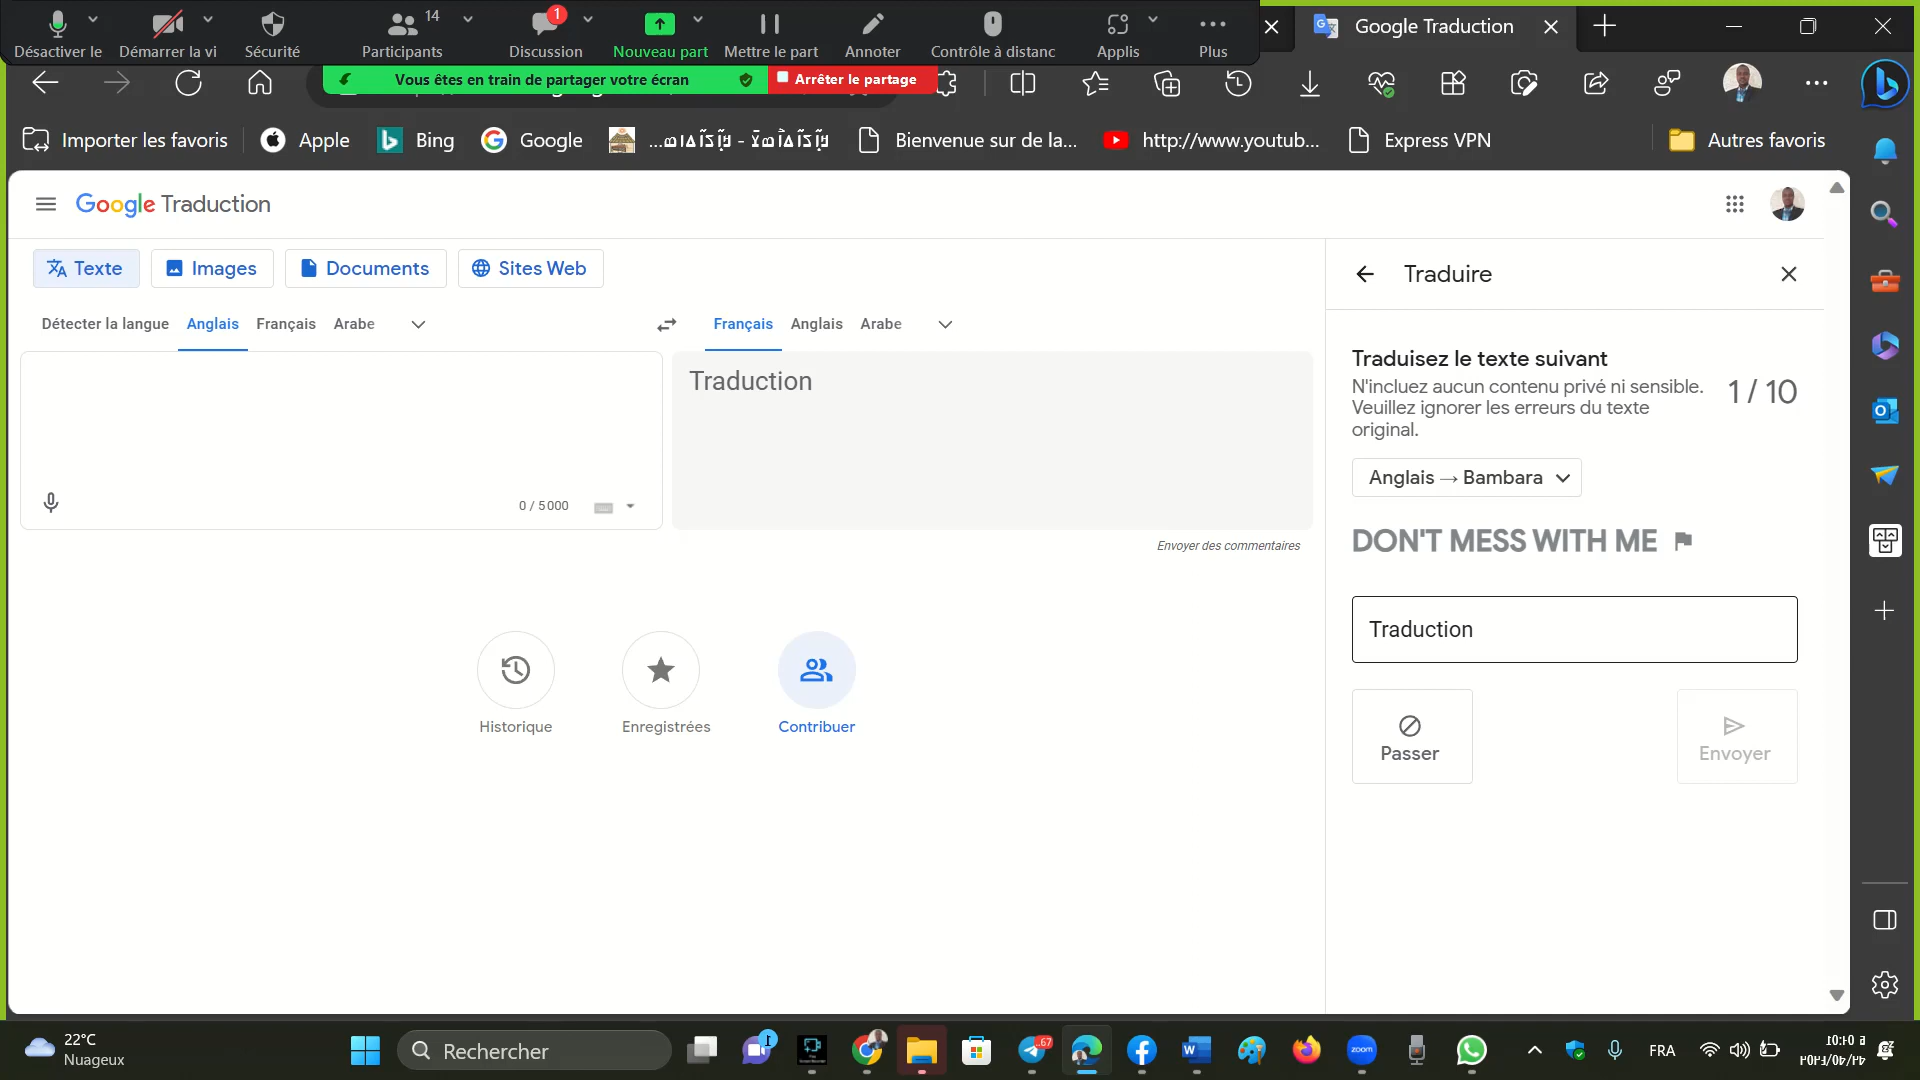 Désactiver le
Démarrer la vi
Sécurité
Participants
14
Discussion
1
Nouveau part
Mettre le part
Annoter
Contrôle à distanc
Applis
Plus
Google Traduction
Vous êtes en train de partager votre écran
Arrêter le partage
Importer les favoris
Apple
Bing
Google
Bienvenue sur de la...
http://www.youtub...
Express VPN
Autres favoris
Google Traduction
Texte
Images
Documents
Sites Web
Détecter la langue
Anglais
Français
Arabe
Français
Anglais
Arabe
Traduction
0 / 5 000
Envoyer des commentaires
Historique
Enregistrées
Contribuer
Traduire
Traduisez le texte suivant
N'incluez aucun contenu privé ni sensible.
Veuillez ignorer les erreurs du texte
original.
1 / 10
Anglais → Bambara
DON'T MESS WITH ME
Traduction
Passer
Envoyer
22°C
Nuageux
Rechercher
FRA